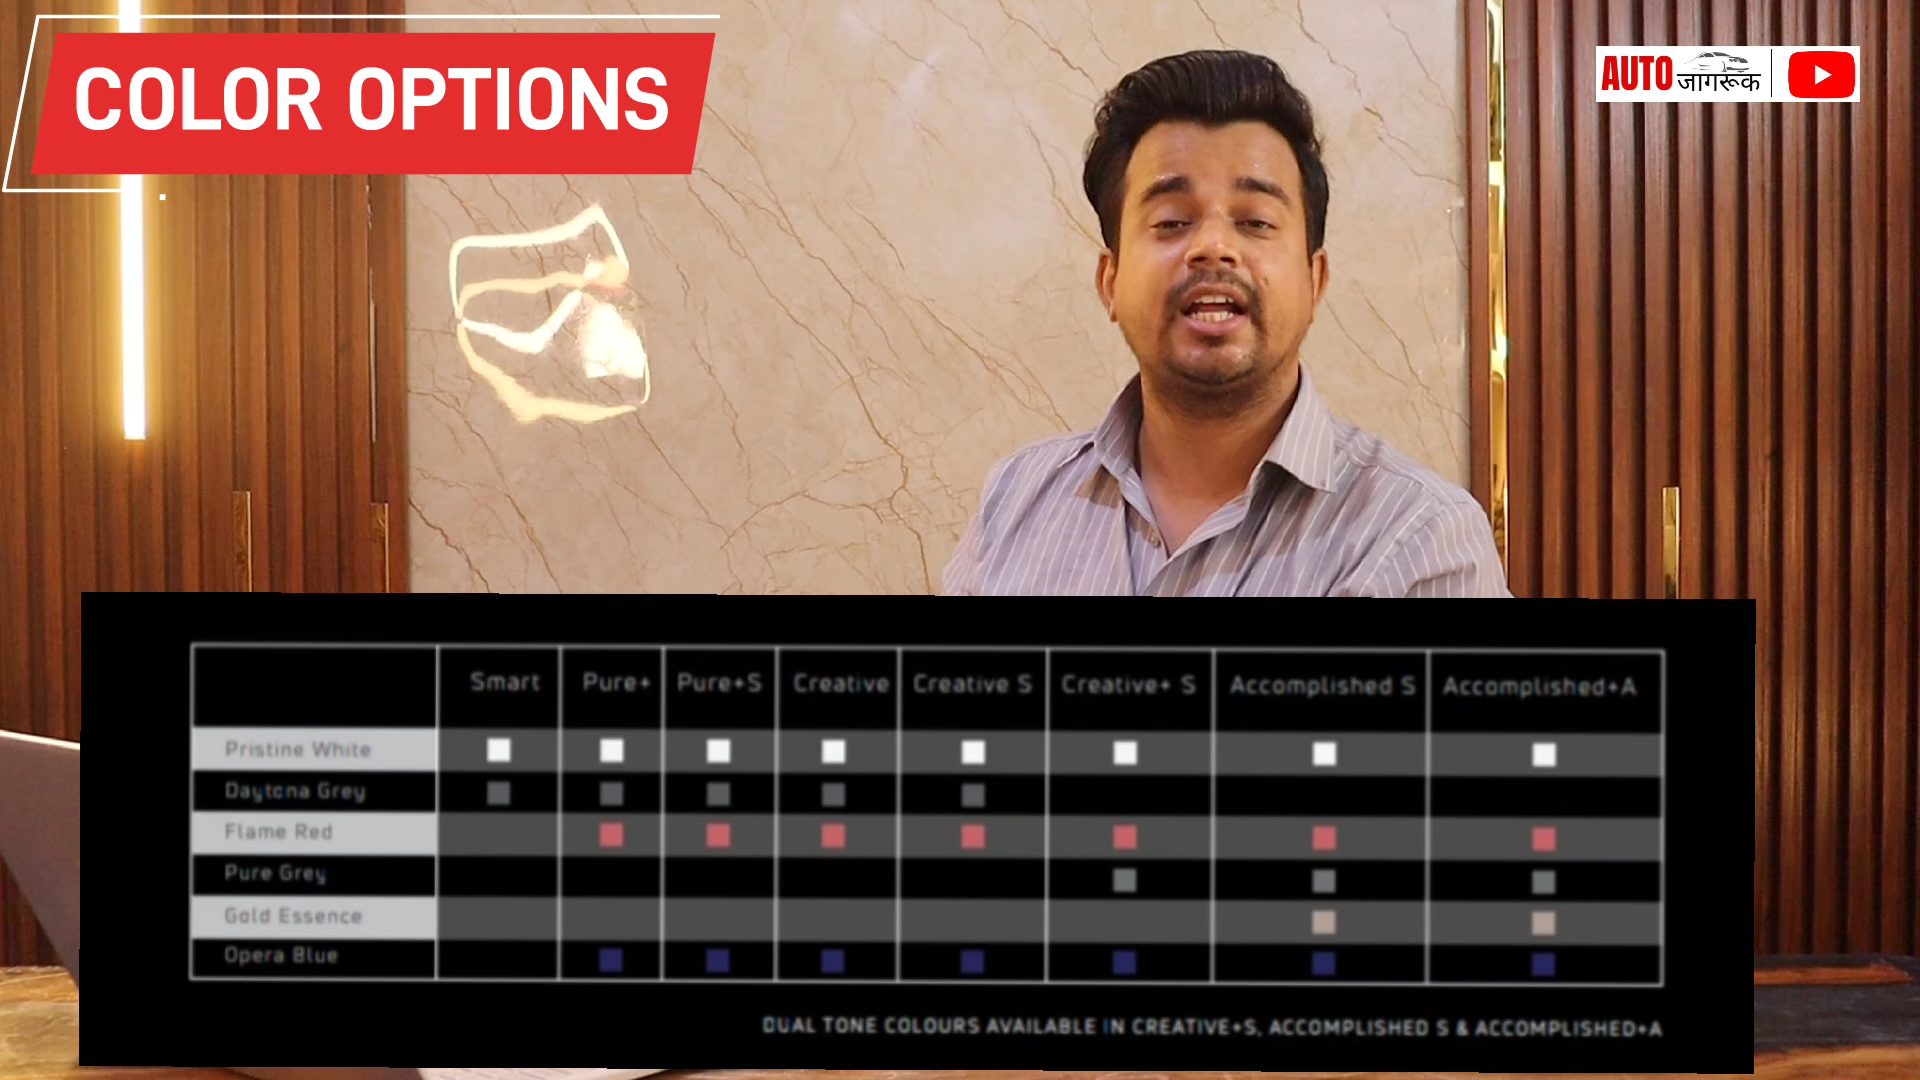 COLOR OPTIONS
AUTO जागरूक
Smart Pure+ Pure+S Creative Creative S Creative+ S Accomplished S Accomplished+A
Pristine White
Daytona Grey
Flame Red
Pure Grey
Gold Essence
Opera Blue
DUAL TONE COLOURS AVAILABLE IN CREATIVE+S, ACCOMPLISHED S & ACCOMPLISHED+A